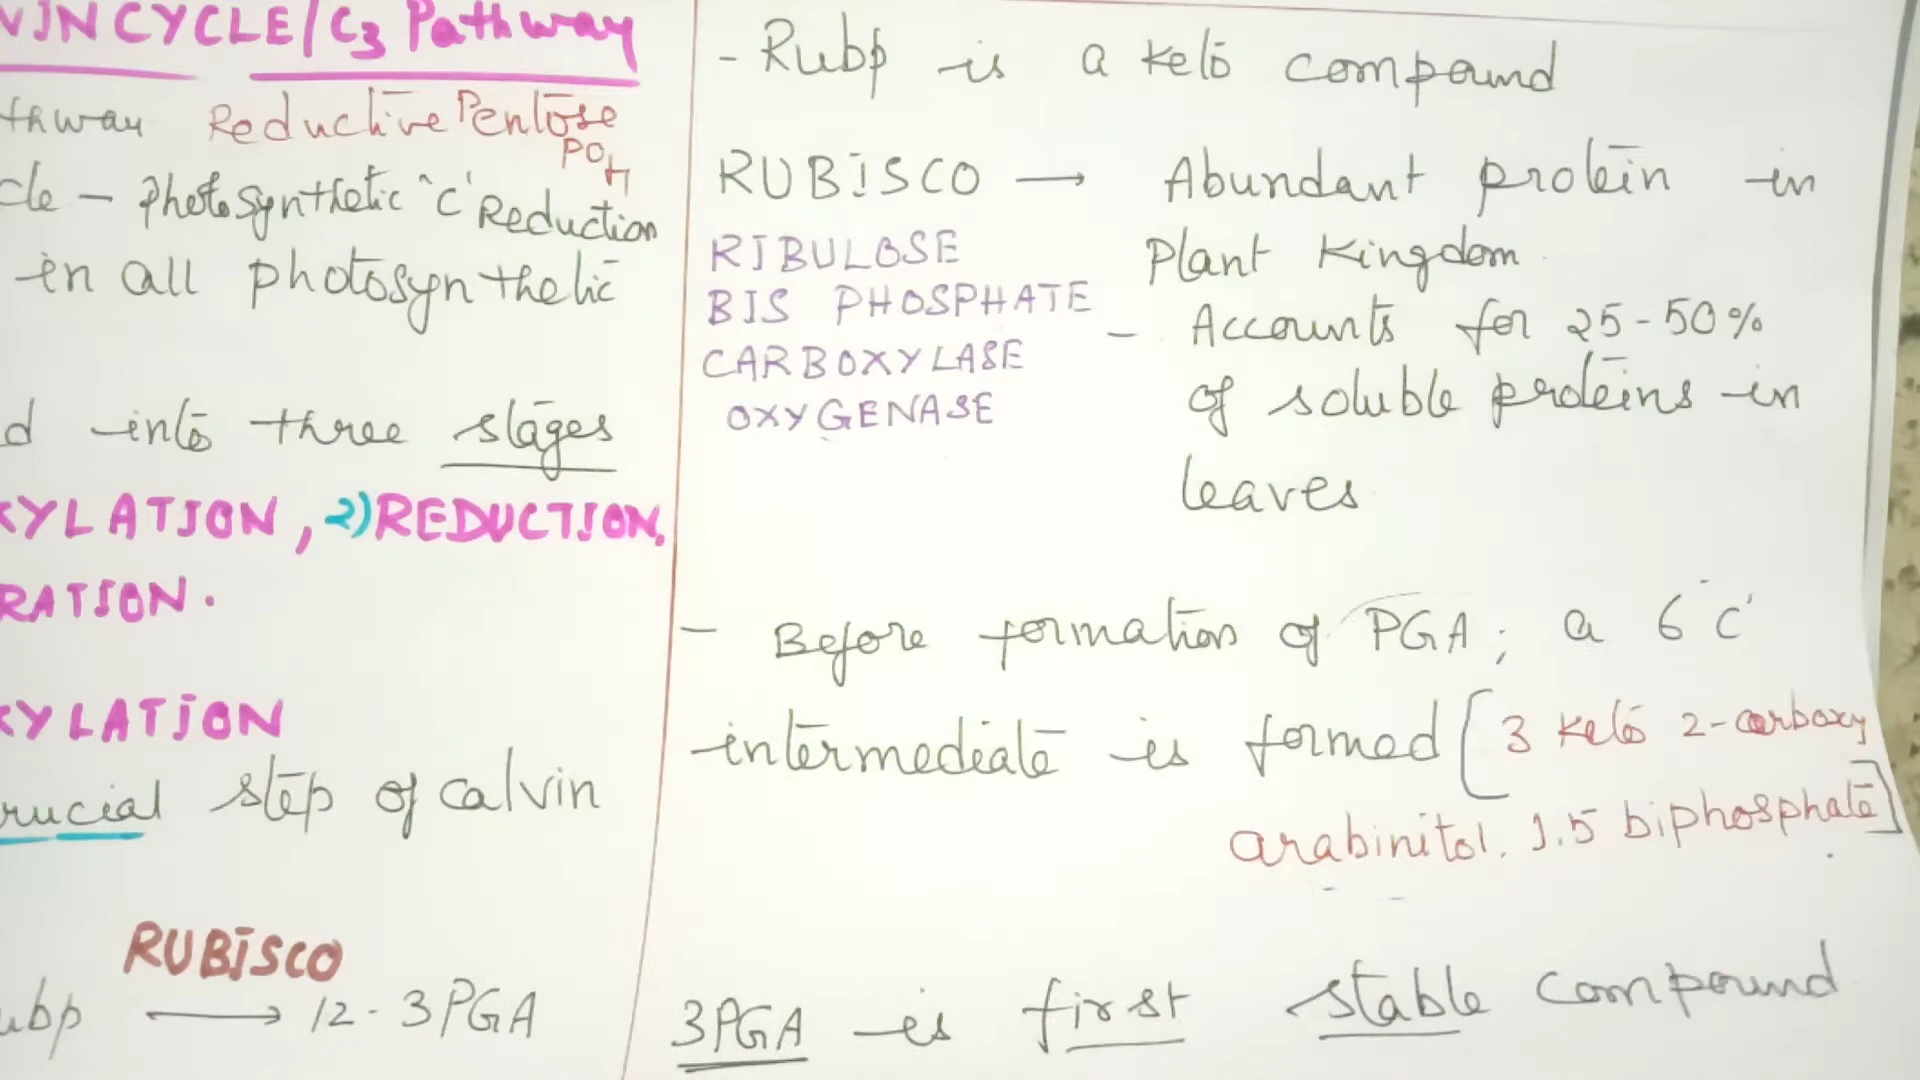 VIN CYCLE/C3 Pathway
thway Reductive Pentose
PO4
cle - Photosynthetic 'C' Reduction
in all photosynthetic
d into three stages
XYLATION, 2) REDUCTION,
RATION.
XYLATION
rucial step of calvin
RUBISCO
ubp → 12 - 3PGA
- Rubp is a keto compound
RUBISCO → Abundant protein in
Plant Kingdom
RIBULOSE
BIS PHOSPHATE
CARBOXYLASE
OXYGENASE
- Accounts for 25-50%
of soluble proteins in
leaves
- Before formation of PGA; a 6 'C'
intermediate is formed [3 keto 2-carboxy
arabinitol. 1.5 biphosphate]
3PGA is first stable compound